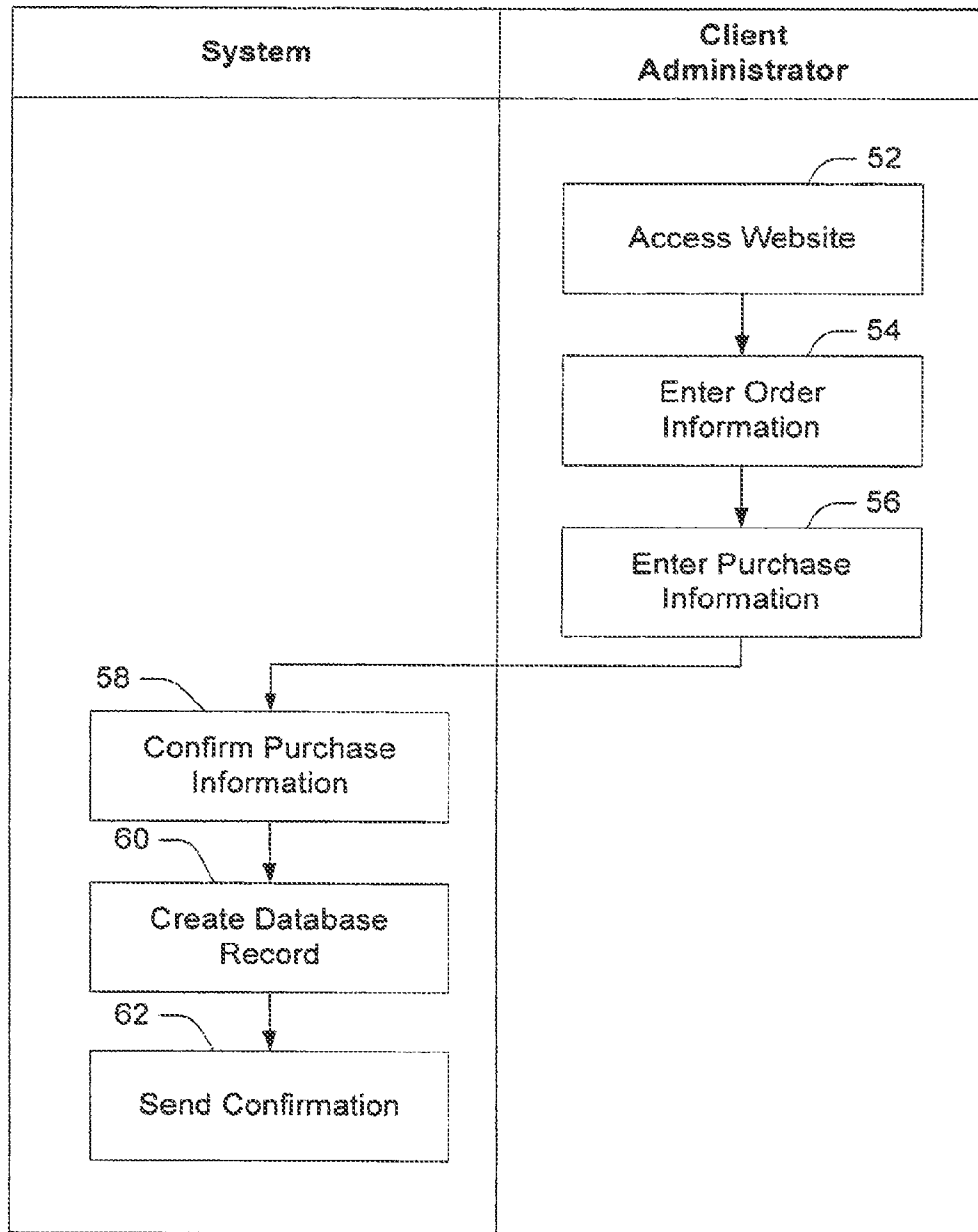 System
Client
Administrator
52
Access Website
54
Enter Order
Information
56
Enter Purchase
Information
58
Confirm Purchase
Information
60
Create Database
Record
62
Send Confirmation